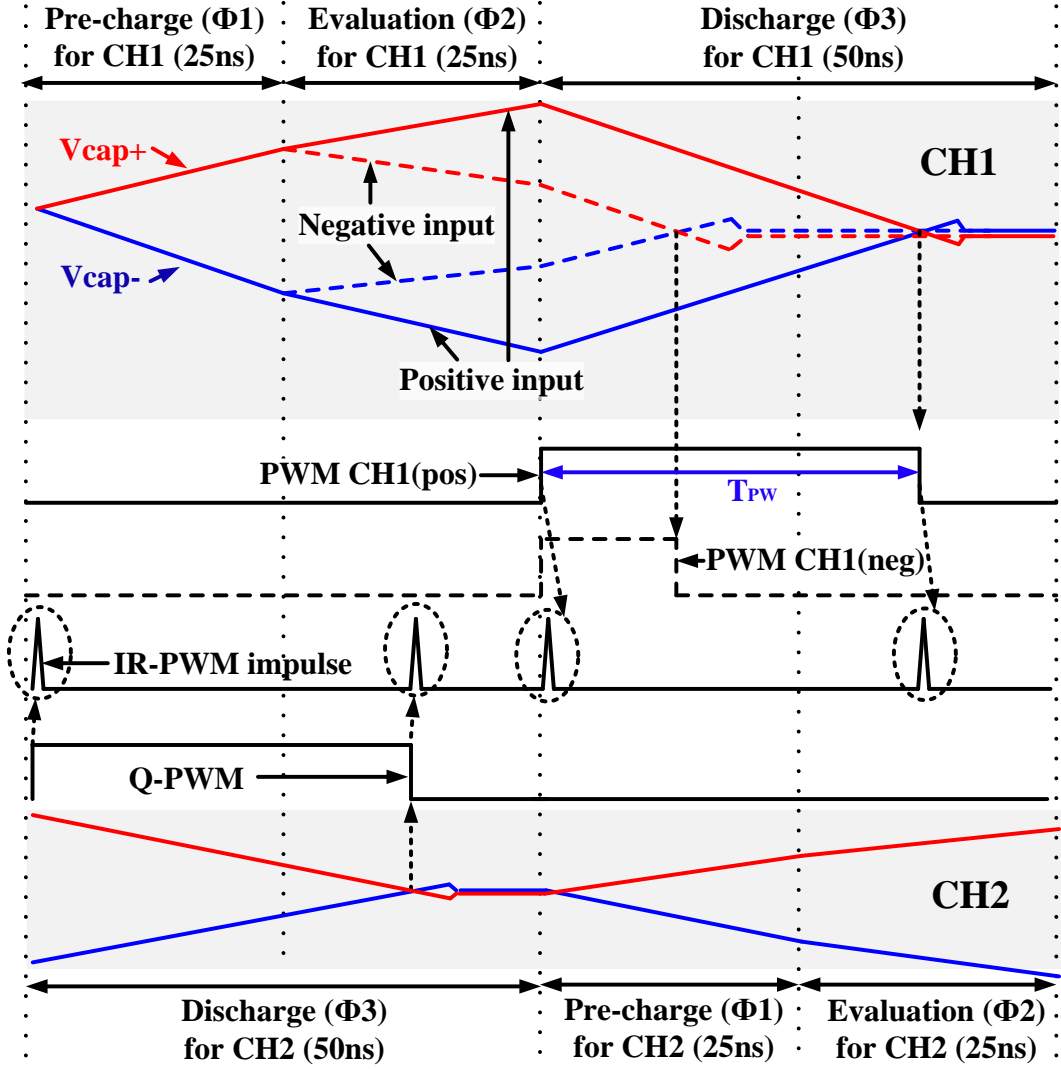 Pre-charge (Φ1)
for CH1 (25ns)
Evaluation (Φ2)
for CH1 (25ns)
Discharge (Φ3)
for CH1 (50ns)
Vcap+
CH1
Negative input
Vcap-
Positive input
PWM CH1(pos)
TPW
PWM CH1(neg)
IR-PWM impulse
Q-PWM
CH2
Discharge (Φ3)
for CH2 (50ns)
Pre-charge (Φ1)
for CH2 (25ns)
Evaluation (Φ2)
for CH2 (25ns)